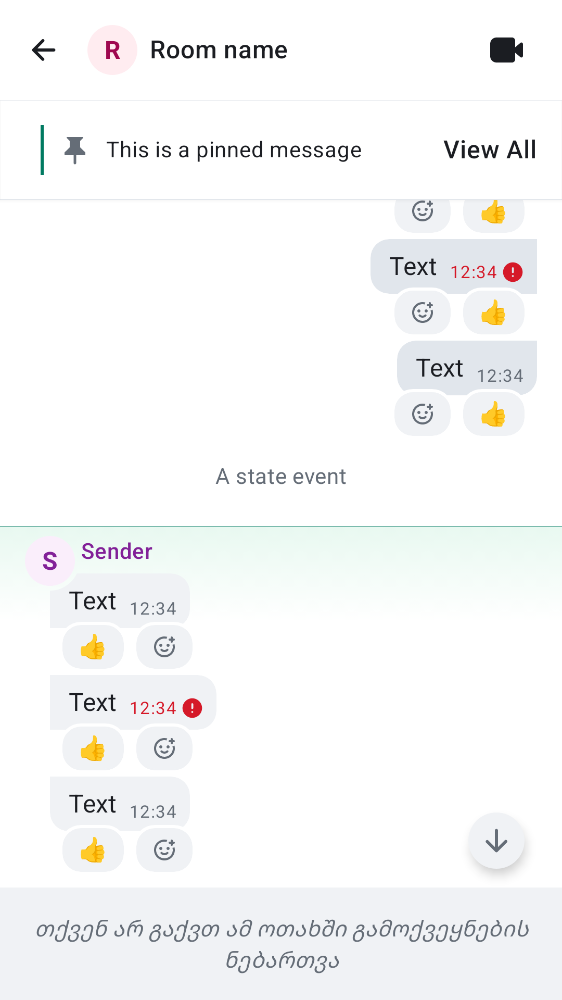 R Room name
This is a pinned message View All
Text 12:34
Text 12:34
A state event
S Sender
Text 12:34
Text 12:34
Text 12:34
თქვენ არ გაქვთ ამ ოთახში გამოქვეყნების
ნებართვა